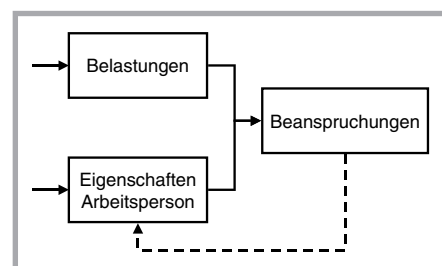 Belastungen
Beanspruchungen
Eigenschaften
Arbeitsperson